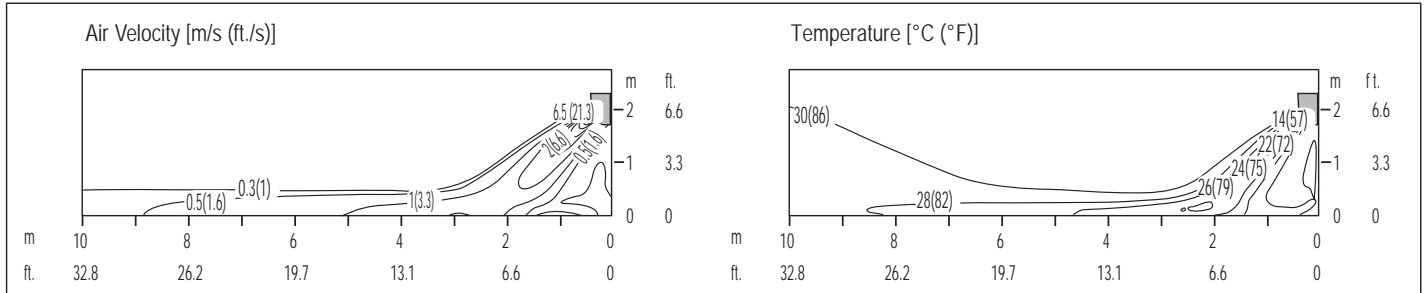 Air Velocity [m/s (ft./s)]
m ft.
6.5 (21.3)
2 6.6
2(6.6)
0.5(1.6)
1 3.3
0.3(1)
0.5(1.6)
1(3.3)
0 0
m 10 8 6 4 2 0
ft. 32.8 26.2 19.7 13.1 6.6 0
Temperature [°C (°F)]
m ft.
30(86)
14(57)
2 6.6
22(72)
24(75)
1 3.3
26(79)
28(82)
0 0
10 8 6 4 2 0
m
32.8 26.2 19.7 13.1 6.6 0
ft.